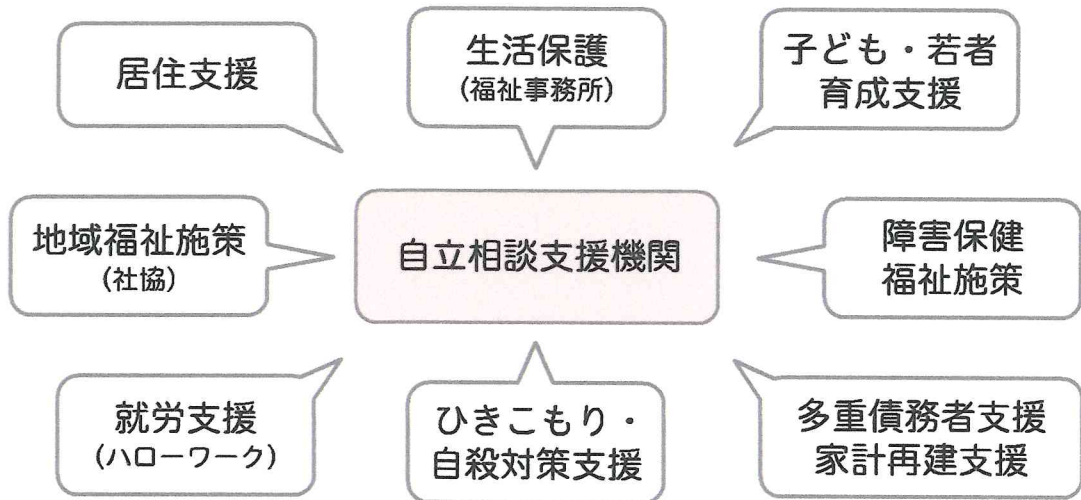 居住支援
生活保護
(福祉事務所)
子ども・若者
育成支援
地域福祉施策
(社協)
自立相談支援機関
障害保健
福祉施策
就労支援
(ハローワーク)
ひきこもり・
自殺対策支援
多重債務者支援
家計再建支援